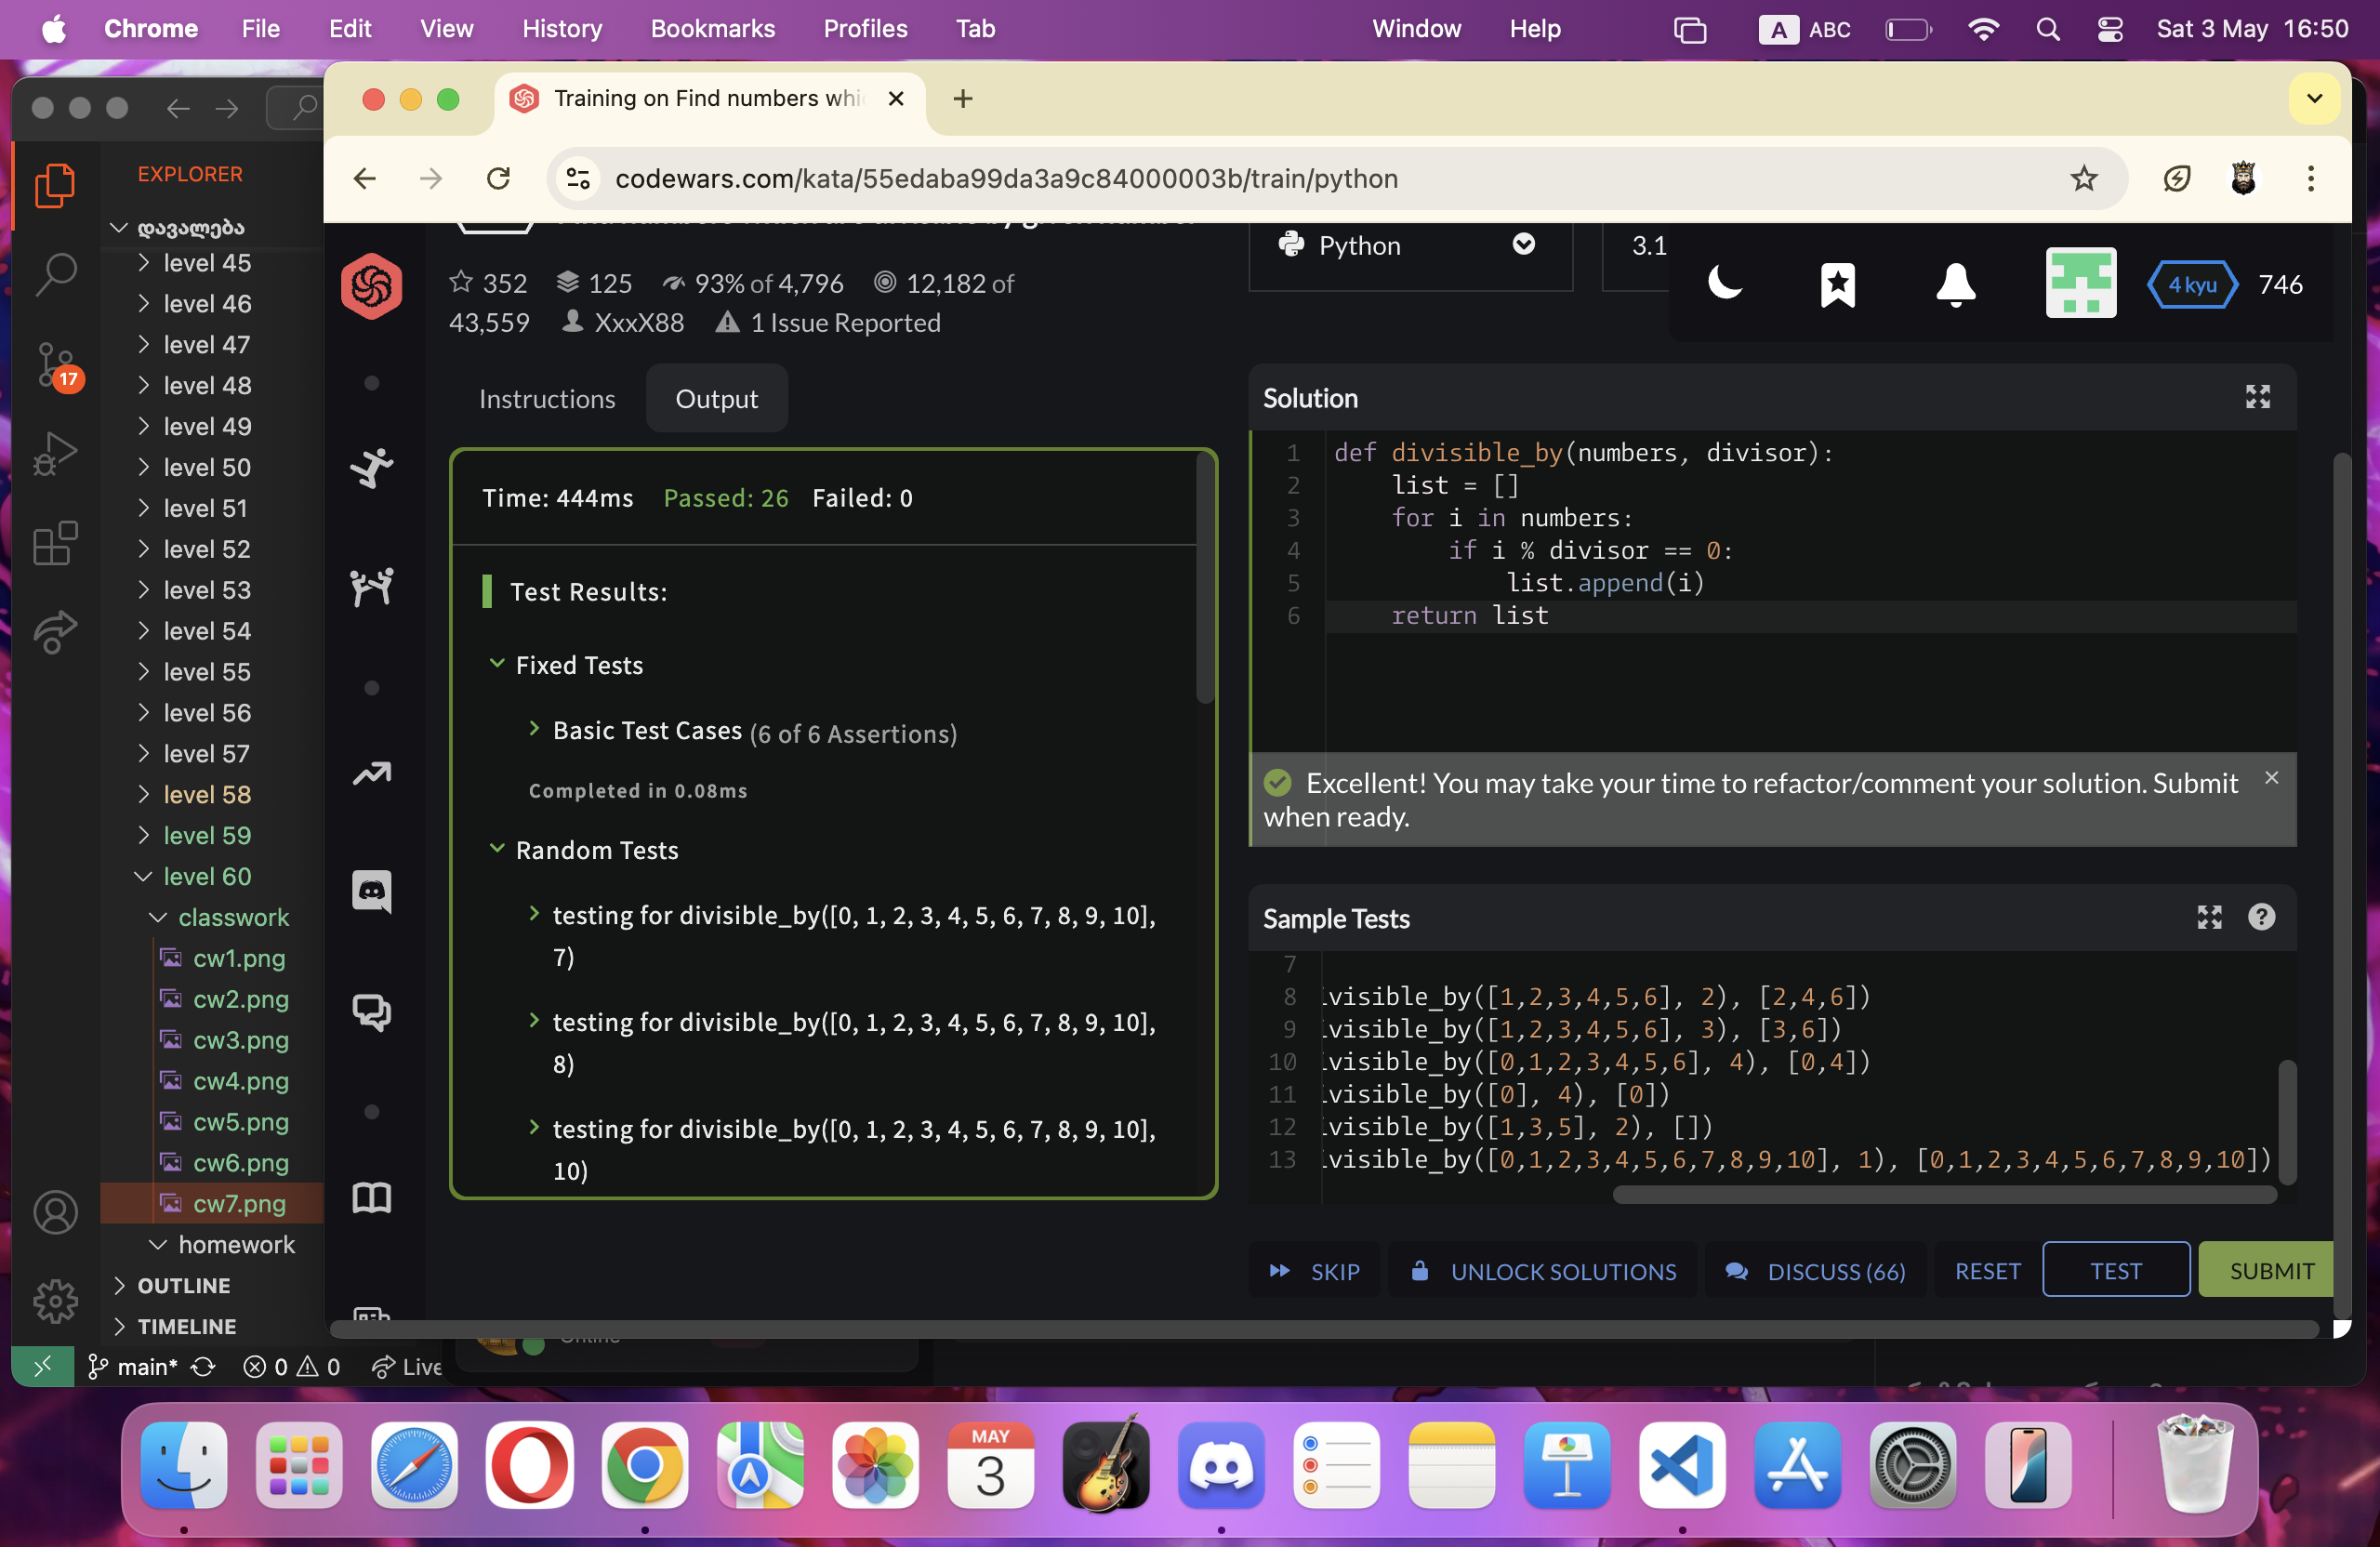 Chrome File Edit View History Bookmarks Profiles Tab Window Help A ABC Sat 3 May 16:50
Training on Find numbers whi
codewars.com/kata/55edaba99da3a9c84000003b/train/python
EXPLORER
დავალება
level 45
level 46
level 47
level 48
level 49
level 50
level 51
level 52
level 53
level 54
level 55
level 56
level 57
level 58
level 59
level 60
classwork
cw1.png
cw2.png
cw3.png
cw4.png
cw5.png
cw6.png
cw7.png
homework
OUTLINE
TIMELINE
17
main* 0 0 Live
352 125 93% of 4,796 12,182 of
43,559 XxxX88 1 Issue Reported
Python 3.1
4 kyu 746
Instructions Output
Time: 444ms Passed: 26 Failed: 0
Test Results:
Fixed Tests
Basic Test Cases (6 of 6 Assertions)
Completed in 0.08ms
Random Tests
testing for divisible_by([0, 1, 2, 3, 4, 5, 6, 7, 8, 9, 10],
7)
testing for divisible_by([0, 1, 2, 3, 4, 5, 6, 7, 8, 9, 10],
8)
testing for divisible_by([0, 1, 2, 3, 4, 5, 6, 7, 8, 9, 10],
10)
Solution
1 def divisible_by(numbers, divisor):
2 list = []
3 for i in numbers:
4 if i % divisor == 0:
5 list.append(i)
6 return list
Excellent! You may take your time to refactor/comment your solution. Submit
when ready.
Sample Tests
7
8 ivisible_by([1,2,3,4,5,6], 2), [2,4,6])
9 ivisible_by([1,2,3,4,5,6], 3), [3,6])
10 ivisible_by([0,1,2,3,4,5,6], 4), [0,4])
11 ivisible_by([0], 4), [0])
12 ivisible_by([1,3,5], 2), [])
13 ivisible_by([0,1,2,3,4,5,6,7,8,9,10], 1), [0,1,2,3,4,5,6,7,8,9,10])
SKIP UNLOCK SOLUTIONS DISCUSS (66) RESET TEST SUBMIT
MAY
3